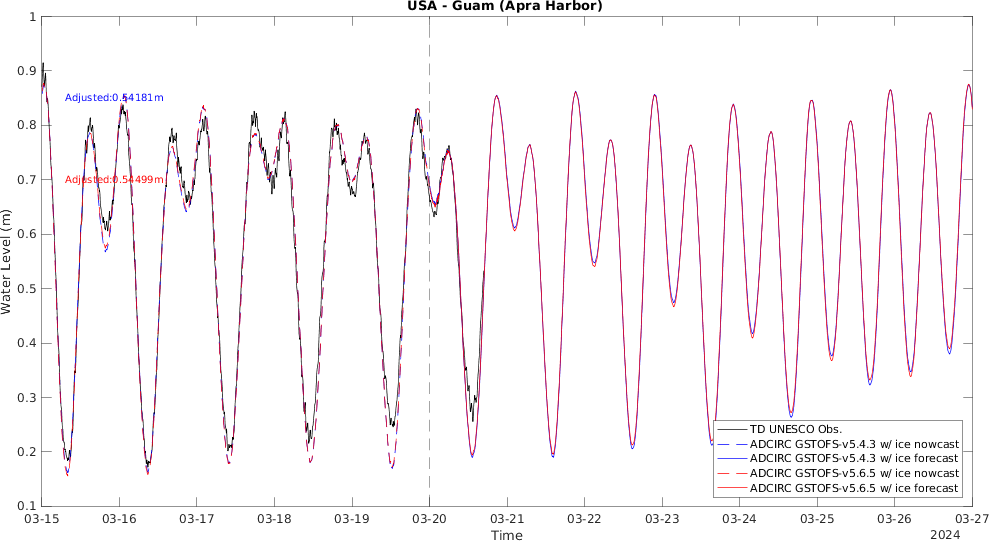 USA - Guam (Apra Harbor)
1
0.9
0.8
0.7
0.6
0.5
0.4
0.3
0.2
0.1
Water Level (m)
Adjusted:0.54181m
Adjusted:0.54499m
TD UNESCO Obs.
ADCIRC GSTOFS-v5.4.3 w/ ice nowcast
ADCIRC GSTOFS-v5.4.3 w/ ice forecast
ADCIRC GSTOFS-v5.6.5 w/ ice nowcast
ADCIRC GSTOFS-v5.6.5 w/ ice forecast
03-15 03-16 03-17 03-18 03-19 03-20 03-21 03-22 03-23 03-24 03-25 03-26 03-27
Time
2024